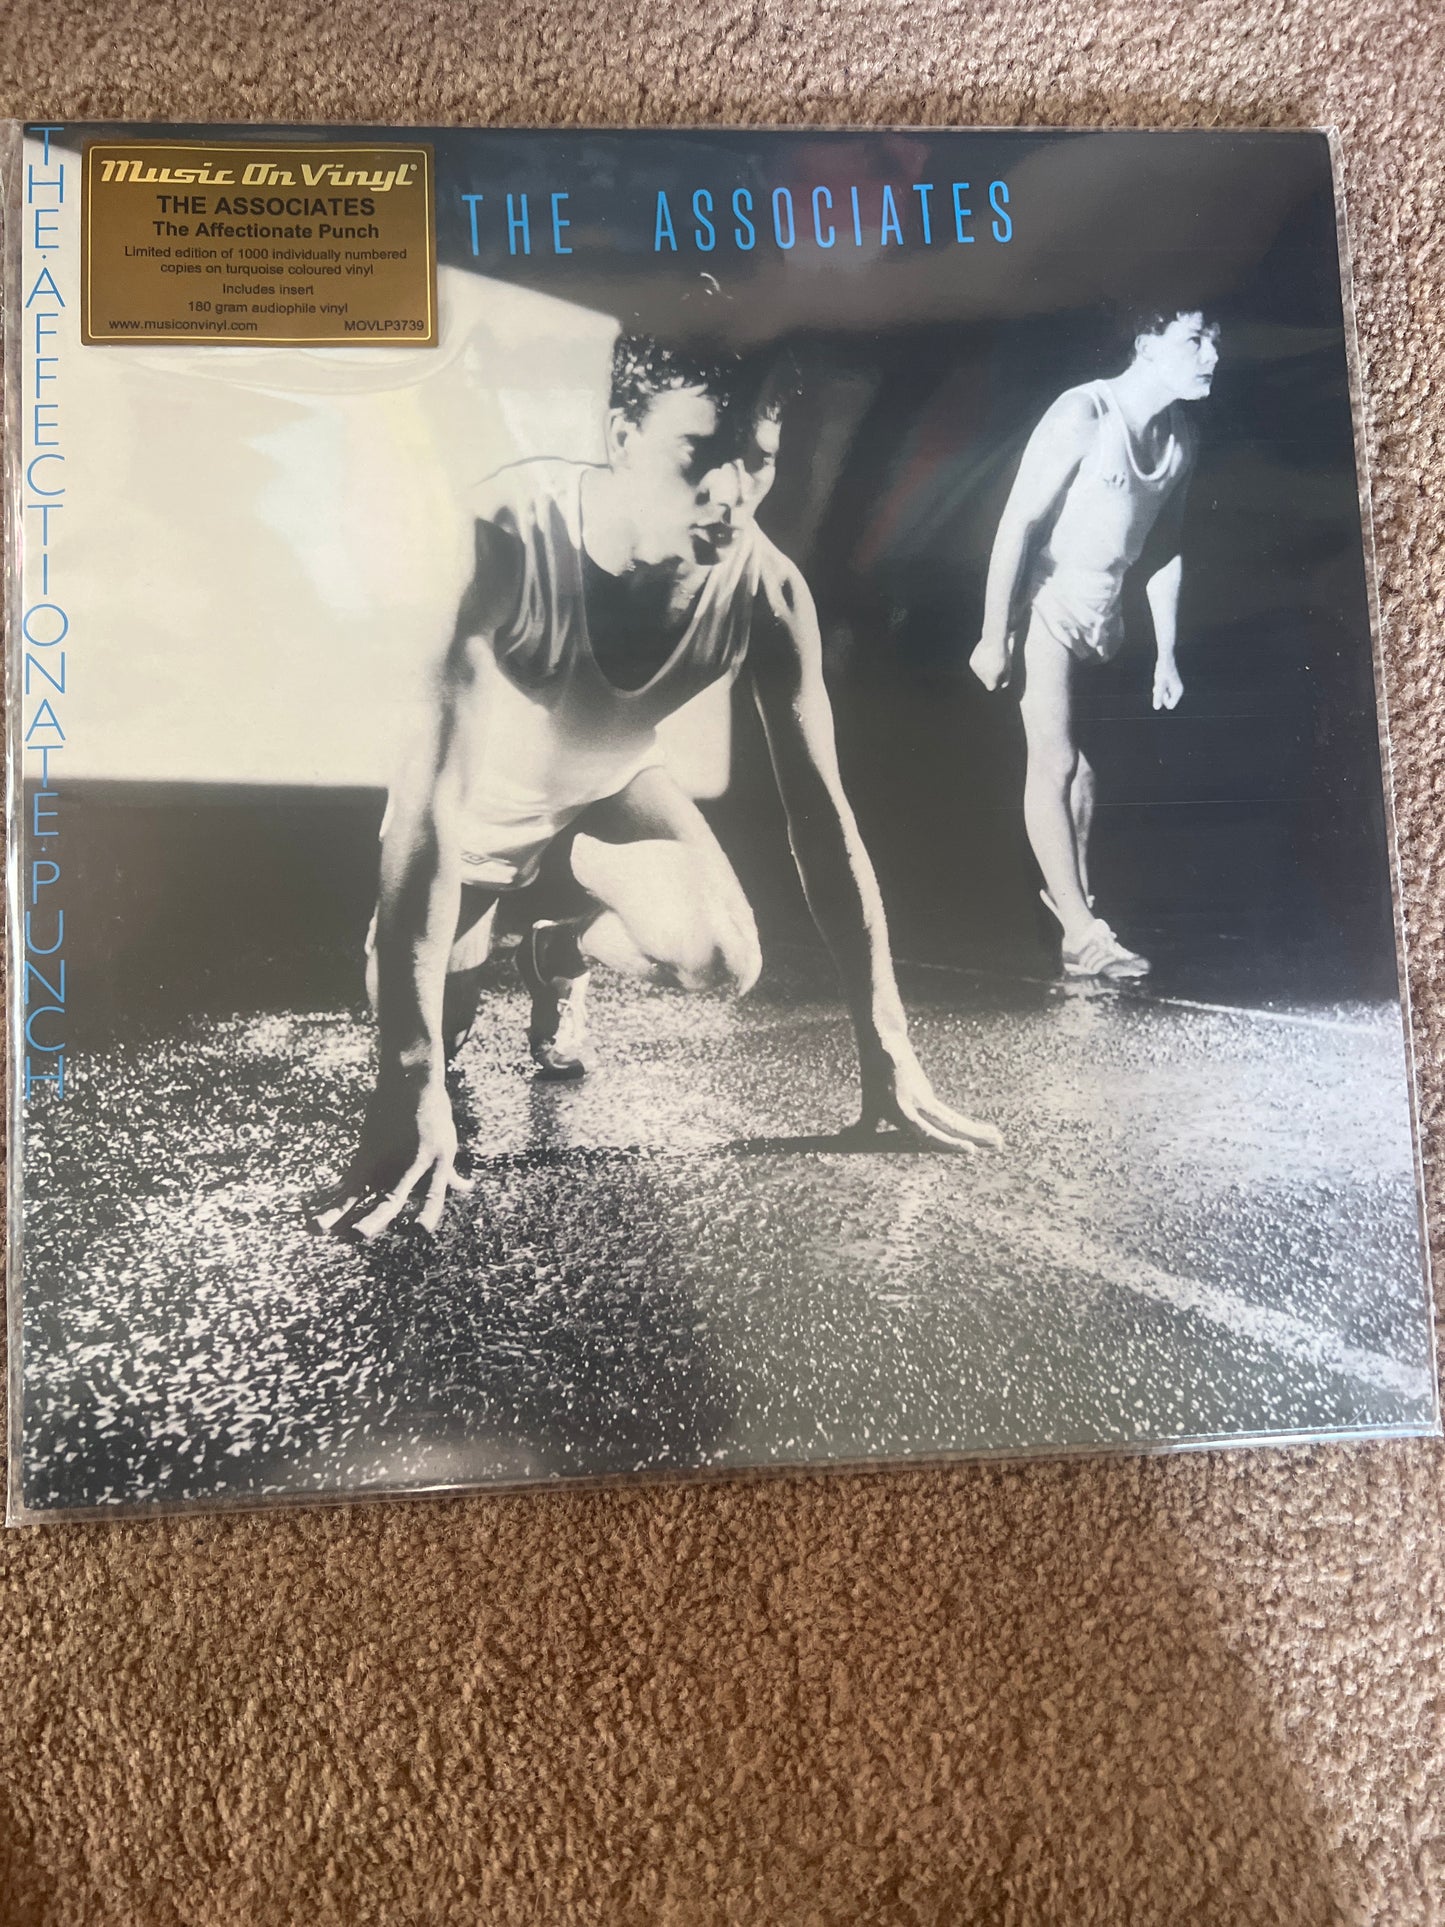 THE·AFFECTIONATE·PUNCH
Music On Vinyl®
THE ASSOCIATES
The Affectionate Punch
Limited edition of 1000 individually numbered
copies on turquoise coloured vinyl
Includes insert
180 gram audiophile vinyl
www.musiconvinyl.com MOVLP3739
THE ASSOCIATES